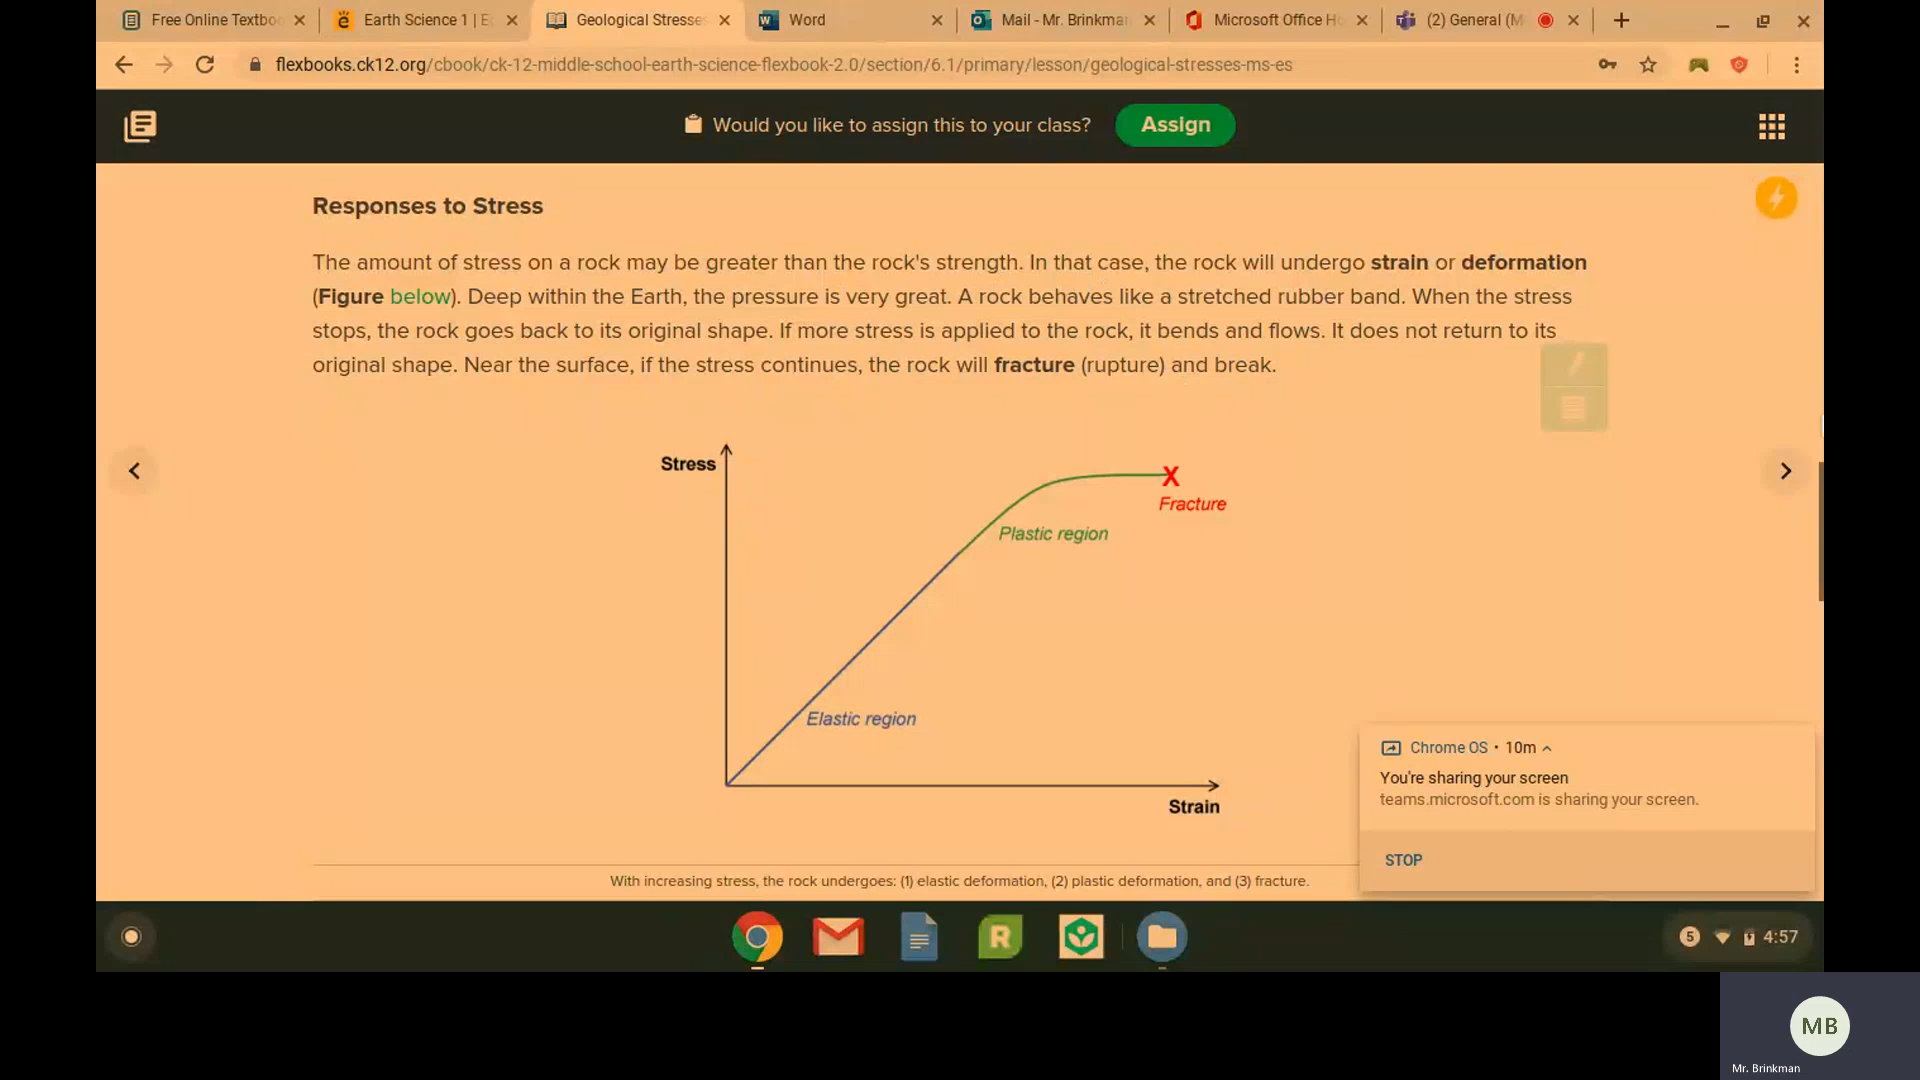 Free Online Textboo
Earth Science 1 | E
Geological Stresses
Word
Mail - Mr. Brinkman
Microsoft Office Ho
(2) General (M
flexbooks.ck12.org/cbook/ck-12-middle-school-earth-science-flexbook-2.0/section/6.1/primary/lesson/geological-stresses-ms-es
Would you like to assign this to your class?
Assign
Responses to Stress
The amount of stress on a rock may be greater than the rock's strength. In that case, the rock will undergo strain or deformation
(Figure below). Deep within the Earth, the pressure is very great. A rock behaves like a stretched rubber band. When the stress
stops, the rock goes back to its original shape. If more stress is applied to the rock, it bends and flows. It does not return to its
original shape. Near the surface, if the stress continues, the rock will fracture (rupture) and break.
Stress
X
Fracture
Plastic region
Elastic region
Strain
With increasing stress, the rock undergoes: (1) elastic deformation, (2) plastic deformation, and (3) fracture.
Chrome OS • 10m
You're sharing your screen
teams.microsoft.com is sharing your screen.
STOP
R
5
4:57
MB
Mr. Brinkman